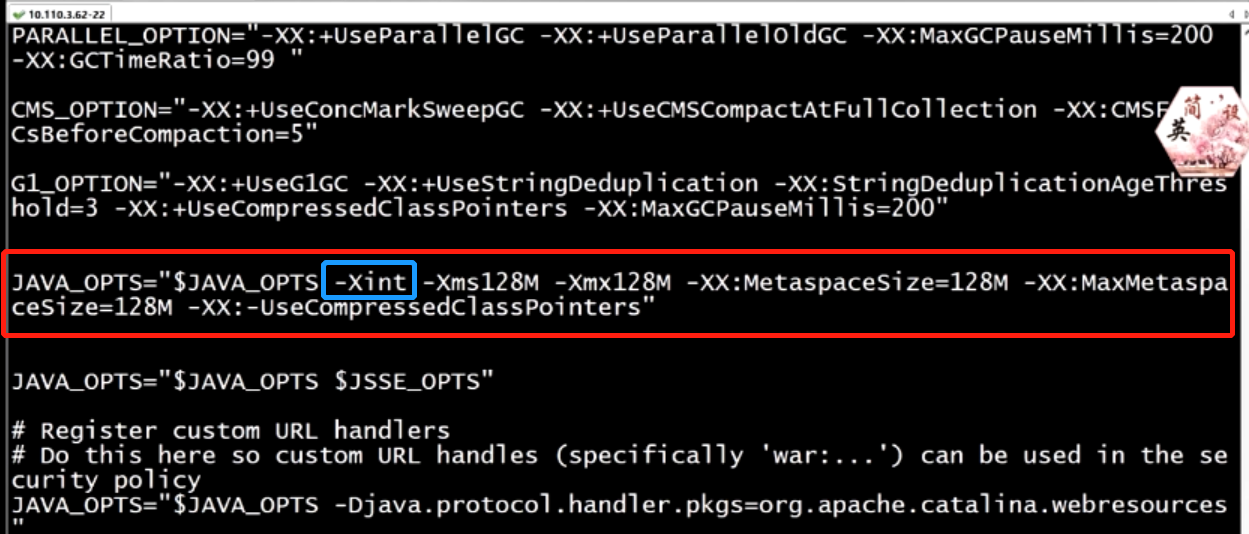 10.110.3.62-22
PARALLEL_OPTION="-XX:+UseParallelGC -XX:+UseParallelOldGC -XX:MaxGCPauseMillis=200
-XX:GCTimeRatio=99 "
CMS_OPTION="-XX:+UseConcMarkSweepGC -XX:+UseCMSCompactAtFullCollection -XX:CMSF
CsBeforeCompaction=5"
G1_OPTION="-XX:+UseG1GC -XX:+UseStringDeduplication -XX:StringDeduplicationAgeThres
hold=3 -XX:+UseCompressedClassPointers -XX:MaxGCPauseMillis=200"
JAVA_OPTS="$JAVA_OPTS -Xint -Xms128M -Xmx128M -XX:MetaspaceSize=128M -XX:MaxMetaspa
ceSize=128M -XX:-UseCompressedClassPointers"
JAVA_OPTS="$JAVA_OPTS $JSSE_OPTS"
# Register custom URL handlers
# Do this here so custom URL handles (specifically 'war:...') can be used in the se
curity policy
JAVA_OPTS="$JAVA_OPTS -Djava.protocol.handler.pkgs=org.apache.catalina.webresources
"
简
英